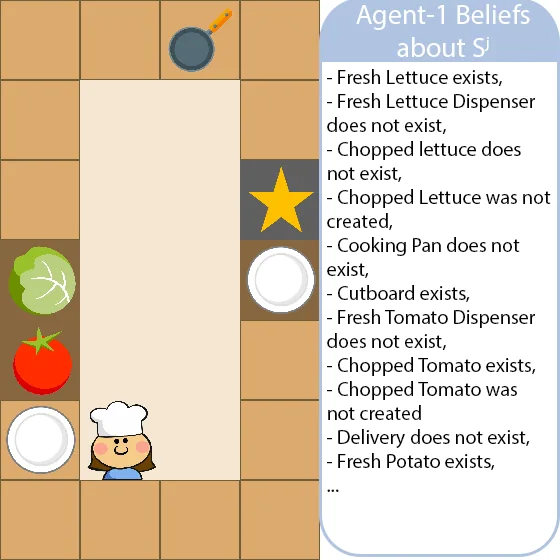 Agent-1 Beliefs
about Sʲ
- Fresh Lettuce exists,
- Fresh Lettuce Dispenser
does not exist,
- Chopped lettuce does
not exist,
- Chopped Lettuce was not
created,
- Cooking Pan does not
exist,
- Cutboard exists,
- Fresh Tomato Dispenser
does not exist,
- Chopped Tomato exists,
- Chopped Tomato was
not created
- Delivery does not exist,
- Fresh Potato exists,
...